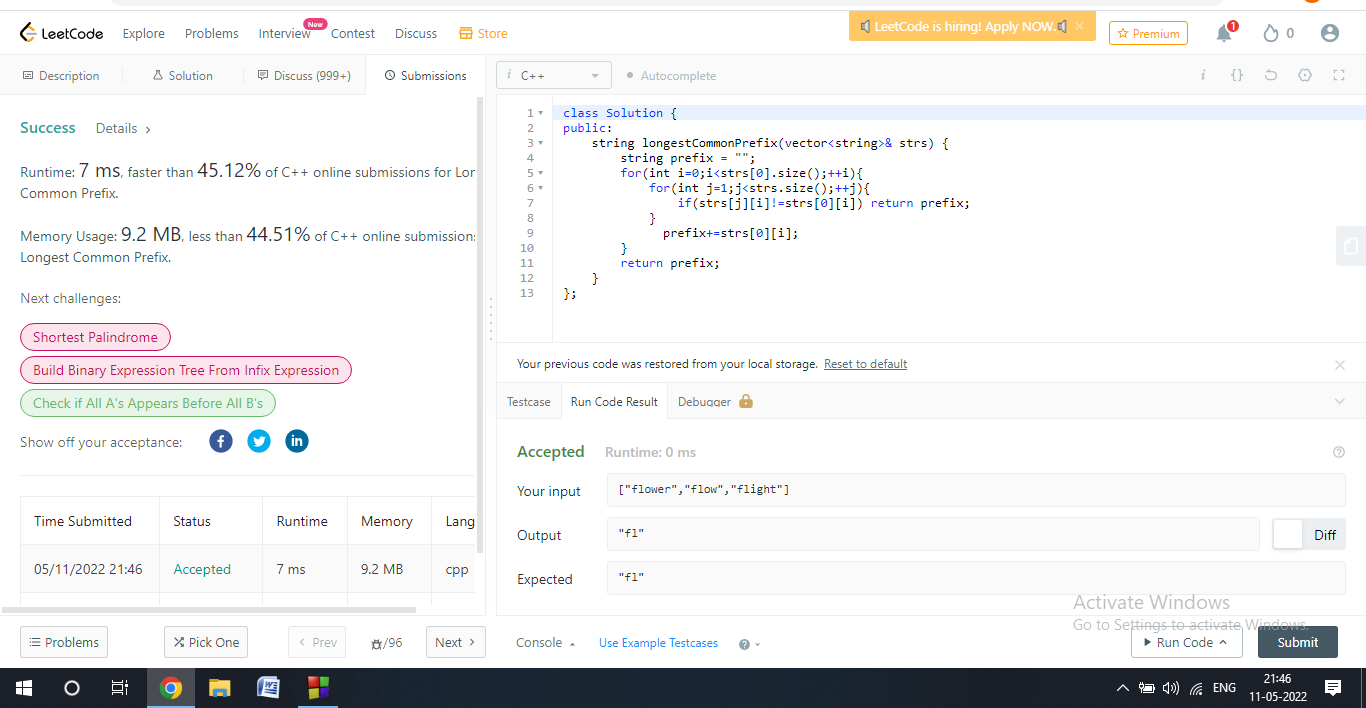 LeetCode Explore Problems Interview New Contest Discuss Store LeetCode is hiring! Apply NOW. × Premium 1 0
Description Solution Discuss (999+) Submissions
Success Details >
Runtime: 7 ms, faster than 45.12% of C++ online submissions for Lor
Common Prefix.
Memory Usage: 9.2 MB, less than 44.51% of C++ online submission
Longest Common Prefix.
Next challenges:
Shortest Palindrome
Build Binary Expression Tree From Infix Expression
Check if All A's Appears Before All B's
Show off your acceptance:
Time Submitted Status Runtime Memory Lang
05/11/2022 21:46 Accepted 7 ms 9.2 MB cpp
Problems Pick One < Prev /96 Next >
i C++ Autocomplete i {}
1 class Solution {
2 public:
3 string longestCommonPrefix(vector<string>& strs) {
4 string prefix = "";
5 for(int i=0;i<strs[0].size();++i){
6 for(int j=1;j<strs.size();++j){
7 if(strs[j][i]!=strs[0][i]) return prefix;
8 }
9 prefix+=strs[0][i];
10 }
11 return prefix;
12 }
13 };
Your previous code was restored from your local storage. Reset to default
Testcase Run Code Result Debugger
Accepted Runtime: 0 ms
Your input ["flower","flow","flight"]
Output "fl" Diff
Expected "fl"
Activate Windows
Go to Settings to activate Windows.
Console Use Example Testcases Run Code Submit
ENG 21:46
11-05-2022